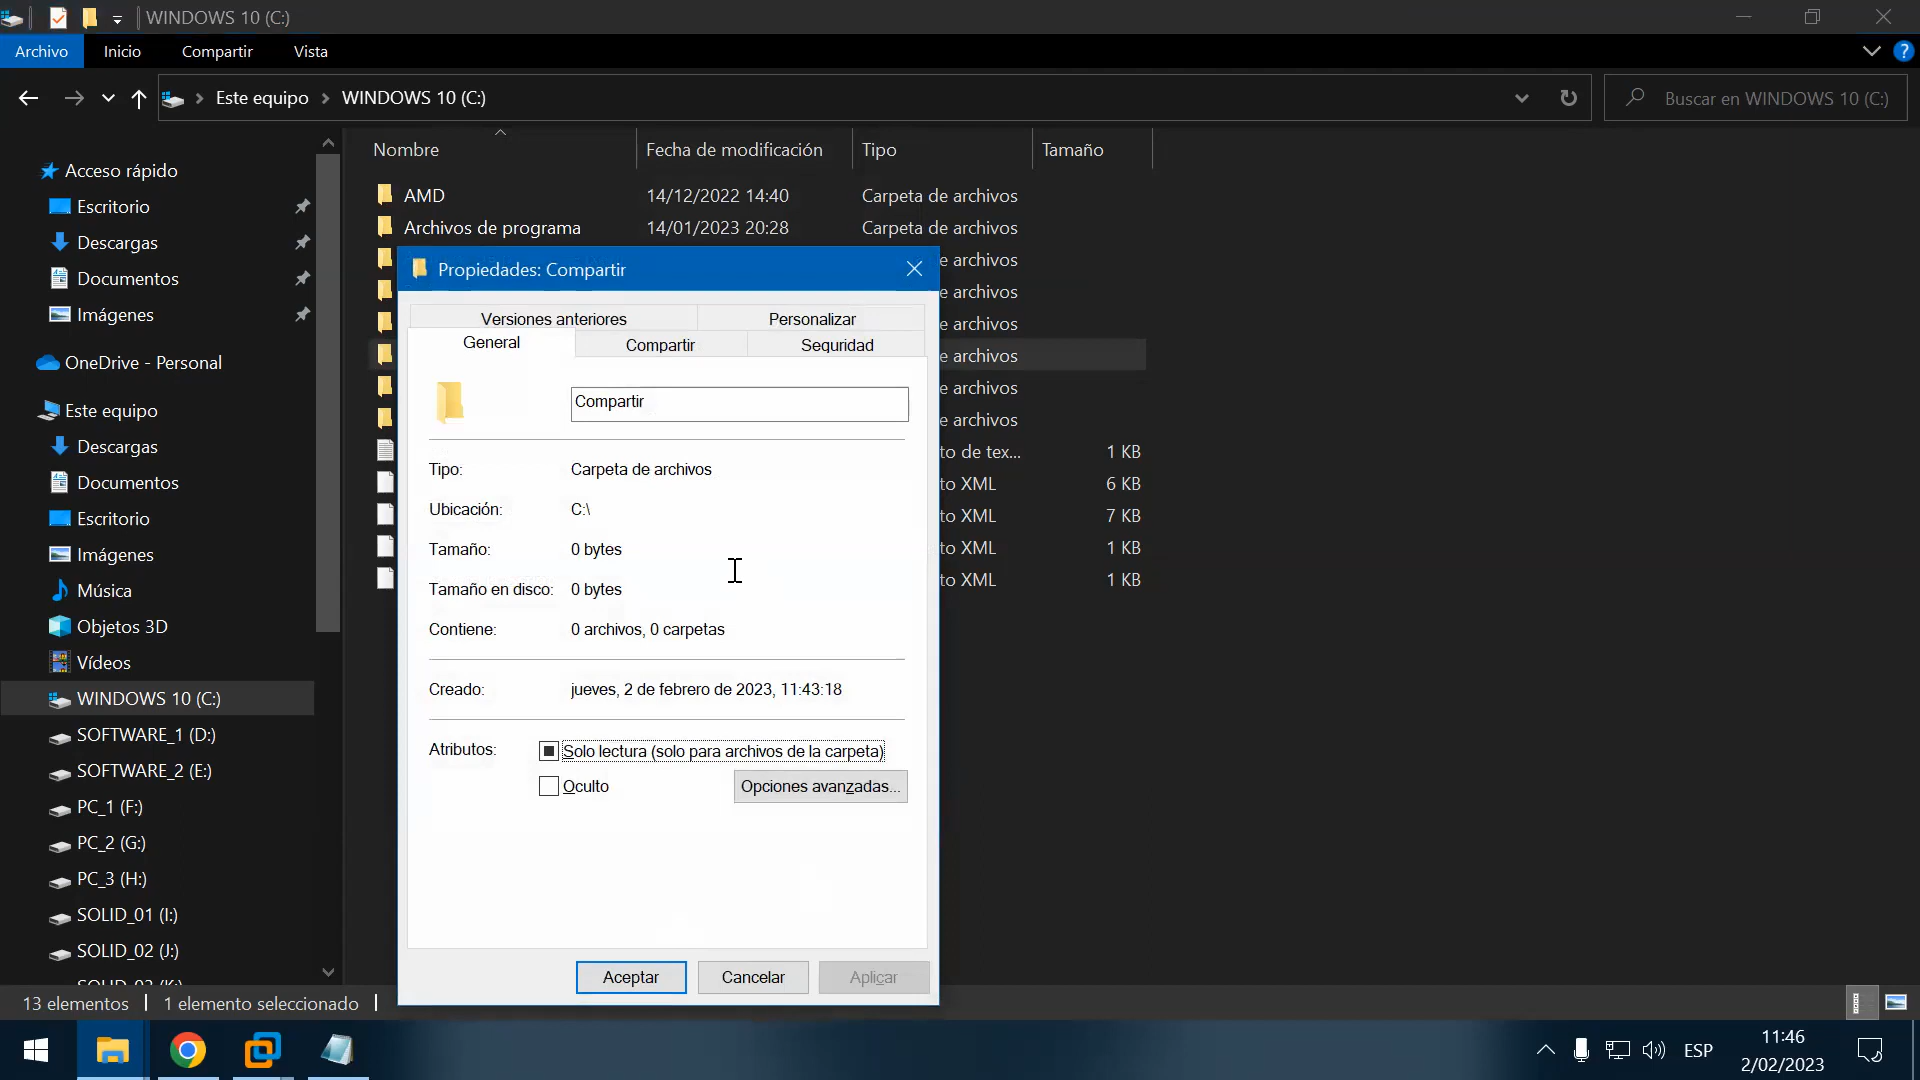 WINDOWS 10 (C:)
Archivo Inicio Compartir Vista
Este equipo > WINDOWS 10 (C:) Buscar en WINDOWS 10 (C:)
Nombre Fecha de modificación Tipo Tamaño
Acceso rápido
Escritorio
Descargas
Documentos
Imágenes
OneDrive - Personal
Este equipo
Descargas
Documentos
Escritorio
Imágenes
Música
Objetos 3D
Vídeos
WINDOWS 10 (C:)
SOFTWARE_1 (D:)
SOFTWARE_2 (E:)
PC_1 (F:)
PC_2 (G:)
PC_3 (H:)
SOLID_01 (I:)
SOLID_02 (J:)
AMD 14/12/2022 14:40 Carpeta de archivos
Archivos de programa 14/01/2023 20:28 Carpeta de archivos
e archivos
e archivos
e archivos
e archivos
e archivos
e archivos
to de tex... 1 KB
to XML 6 KB
to XML 7 KB
to XML 1 KB
to XML 1 KB
Propiedades: Compartir
Versiones anteriores Personalizar
General Compartir Seguridad
Compartir
Tipo: Carpeta de archivos
Ubicación: C:\
Tamaño: 0 bytes
Tamaño en disco: 0 bytes
Contiene: 0 archivos, 0 carpetas
Creado: jueves, 2 de febrero de 2023, 11:43:18
Atributos: Solo lectura (solo para archivos de la carpeta)
Oculto Opciones avanzadas...
Aceptar Cancelar Aplicar
13 elementos 1 elemento seleccionado
ESP 11:46
2/02/2023